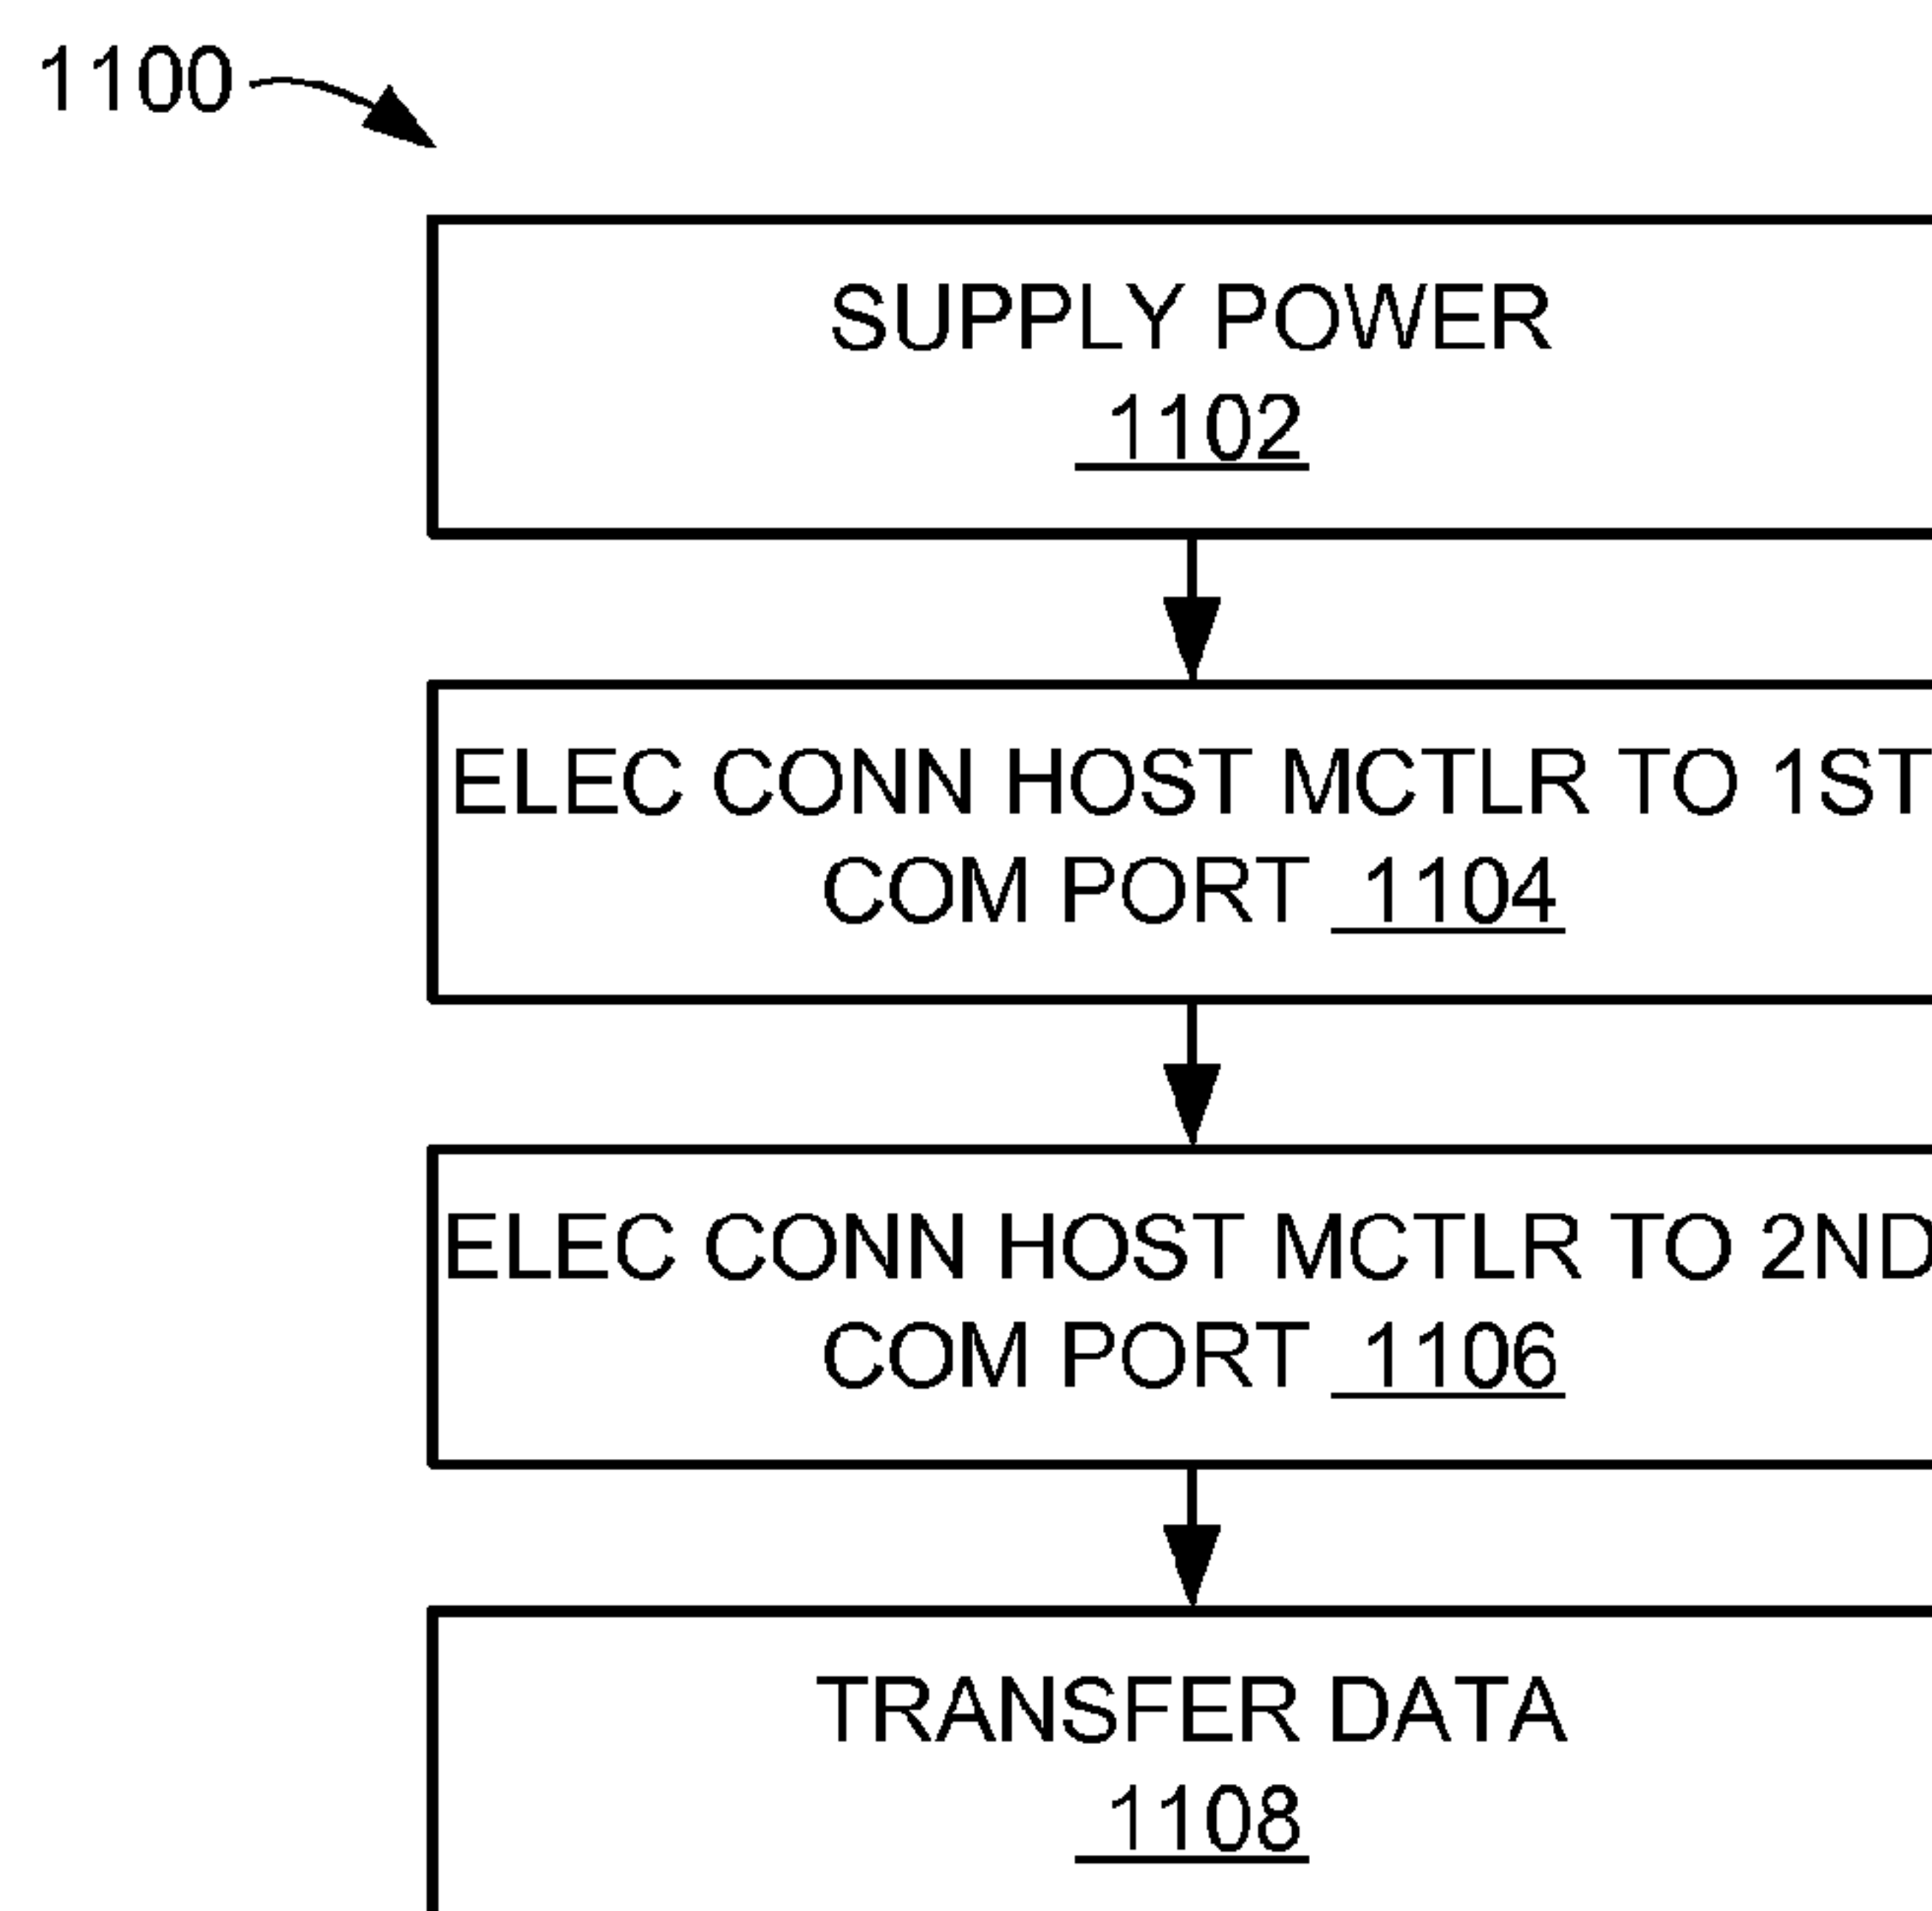 1100
SUPPLY POWER
1102
ELEC CONN HOST MCTLR TO 1ST
COM PORT 1104
ELEC CONN HOST MCTLR TO 2ND
COM PORT 1106
TRANSFER DATA
1108